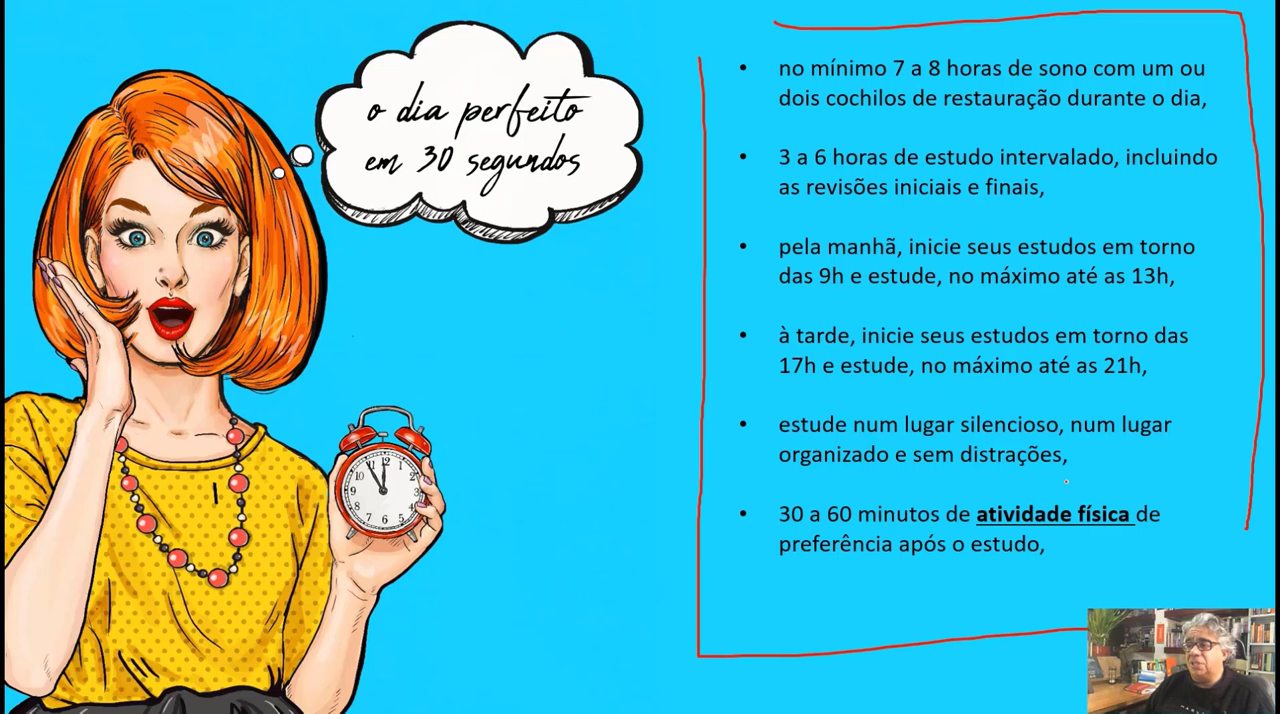 o dia perfeito
em 30 segundos
• no mínimo 7 a 8 horas de sono com um ou
dois cochilos de restauração durante o dia,
• 3 a 6 horas de estudo intervalado, incluindo
as revisões iniciais e finais,
• pela manhã, inicie seus estudos em torno
das 9h e estude, no máximo até as 13h,
• à tarde, inicie seus estudos em torno das
17h e estude, no máximo até as 21h,
• estude num lugar silencioso, num lugar
organizado e sem distrações,
• 30 a 60 minutos de atividade física de
preferência após o estudo,